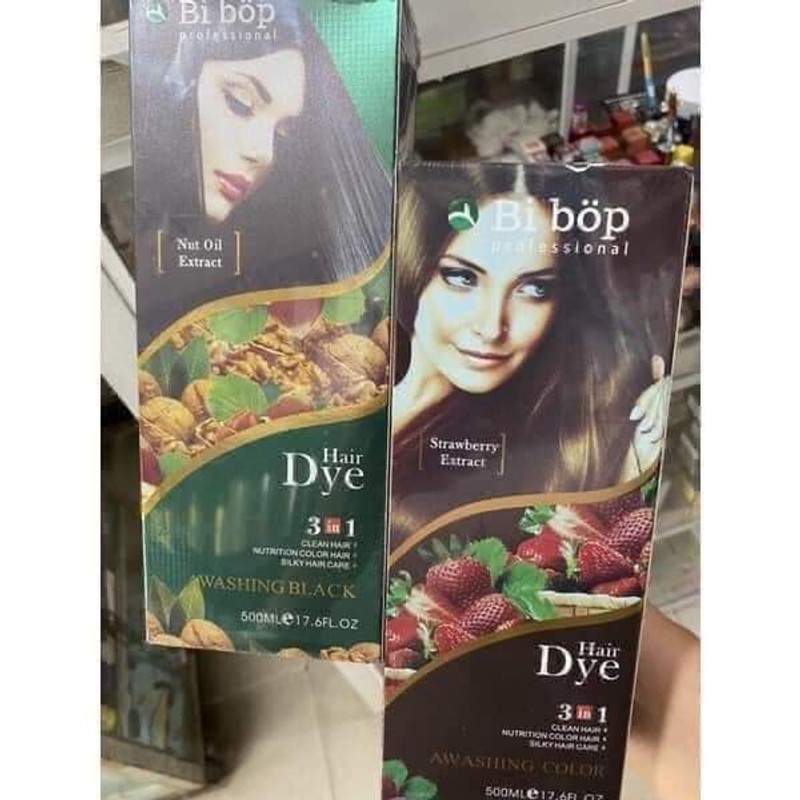 Bi böp
professional
Nut Oil
Extract
Hair
Dye
3 in 1
CLEAN HAIR +
NUTRITION COLOR HAIR +
SILKY HAIR CARE +
AWASHING BLACK
500ML℮17.6FL.OZ
Bi böp
professional
Strawberry
Extract
Hair
Dye
3 in 1
CLEAN HAIR +
NUTRITION COLOR HAIR +
SILKY HAIR CARE +
AWASHING COLOR
500ML℮17.6FL.OZ